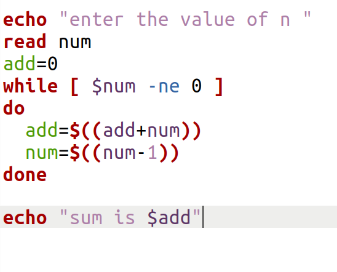 echo "enter the value of n "
read num
add=0
while [ $num -ne 0 ]
do
  add=$((add+num))
  num=$((num-1))
done

echo "sum is $add"